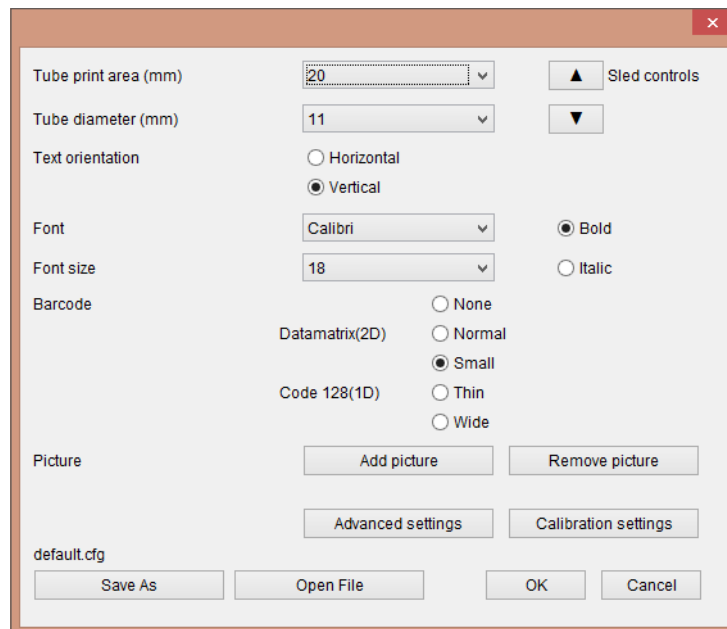 Tube print area (mm) 20 Sled controls
Tube diameter (mm) 11
Text orientation Horizontal
Vertical
Font Calibri Bold
Font size 18 Italic
Barcode None
Datamatrix(2D) Normal
Small
Code 128(1D) Thin
Wide
Picture Add picture Remove picture
Advanced settings Calibration settings
default.cfg
Save As Open File OK Cancel